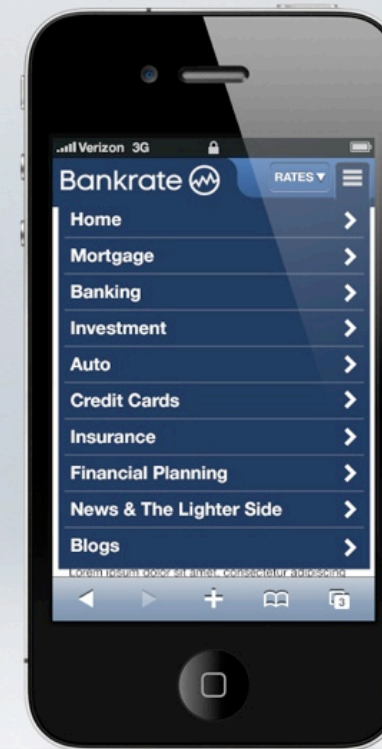 Verizon 3G
Bankrate RATES ▼
Home
Mortgage
Banking
Investment
Auto
Credit Cards
Insurance
Financial Planning
News & The Lighter Side
Blogs
Lorem ipsum dolor sit amet, consectetur adipiscing
3